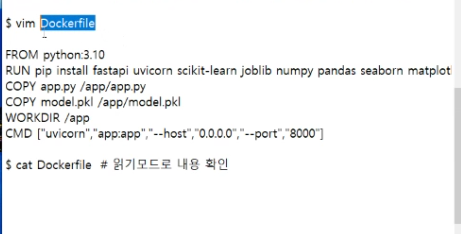 $ vim Dockerfile
FROM python:3.10
RUN pip install fastapi uvicorn scikit-learn joblib numpy pandas seaborn
COPY app.py /app/app.py
COPY model.pkl /app/model.pkl
WORKDIR /app
CMD ["uvicorn","app:app","--host","0.0.0.0","--port","8000"]
$ cat Dockerfile # 읽기모드로 내용 확인